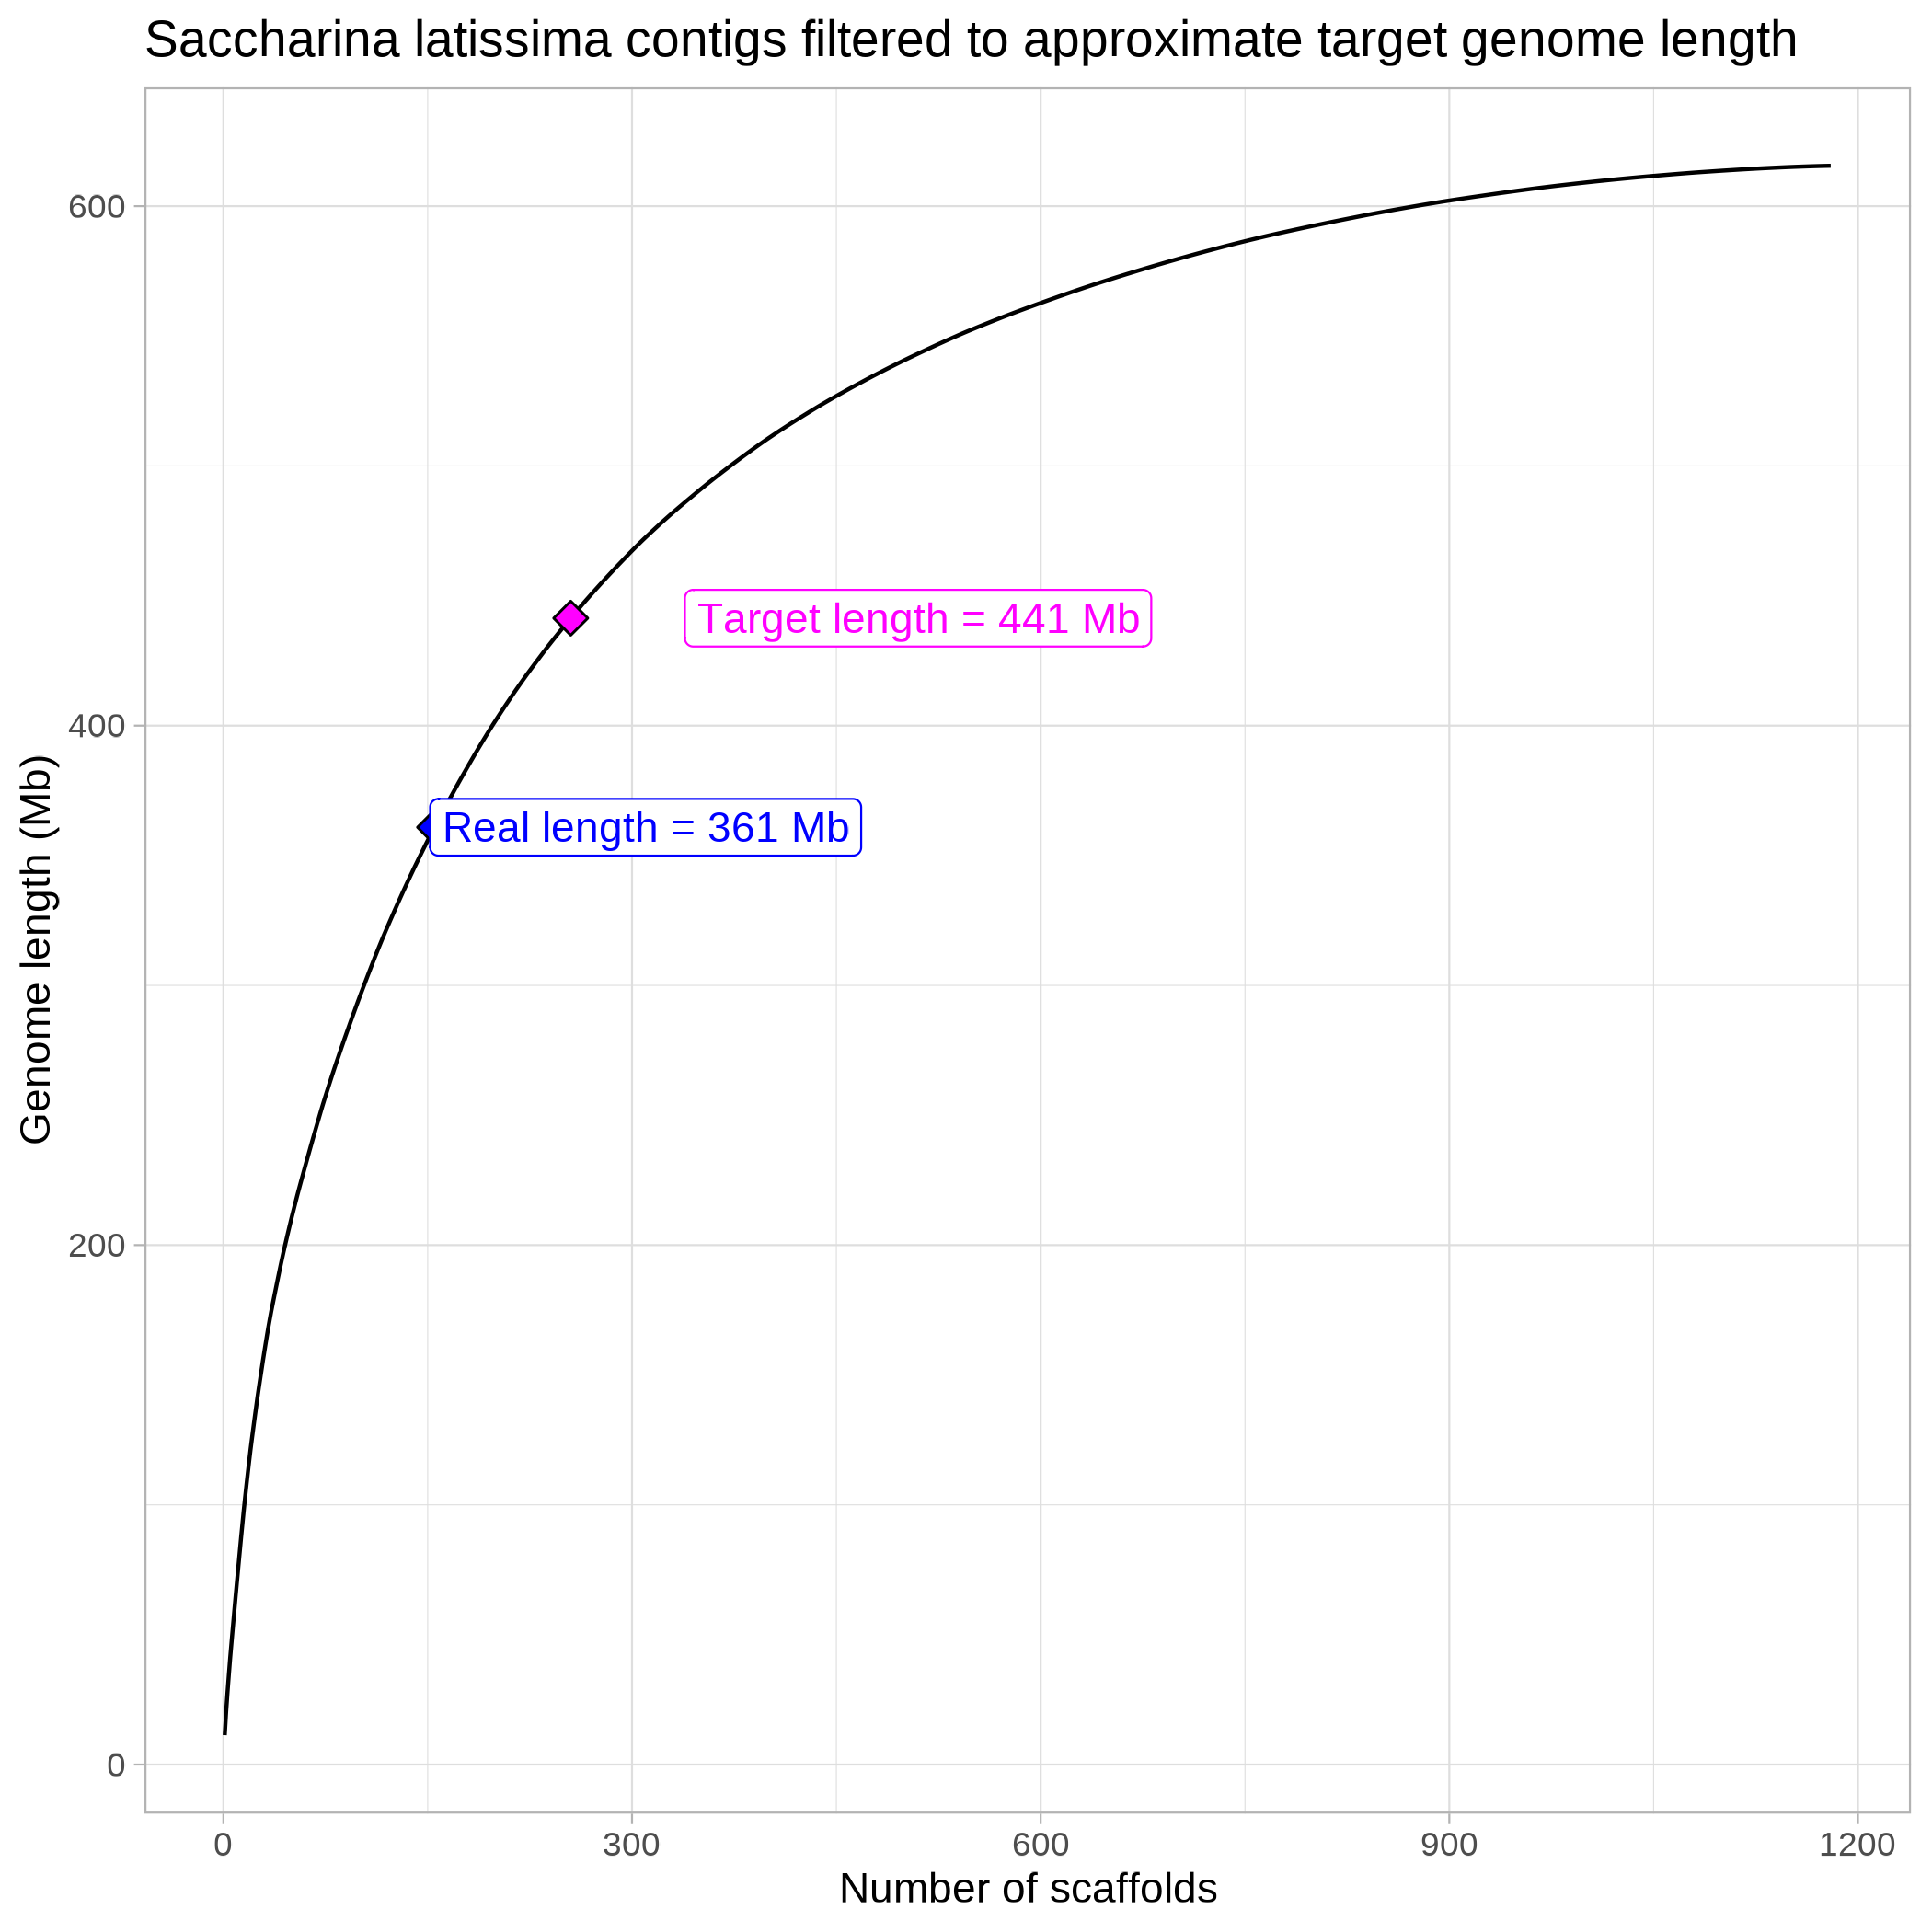 Saccharina latissima contigs filtered to approximate target genome length
Genome length (Mb)
600
400
200
0
Target length = 441 Mb
Real length = 361 Mb
0 300 600 900 1200
Number of scaffolds